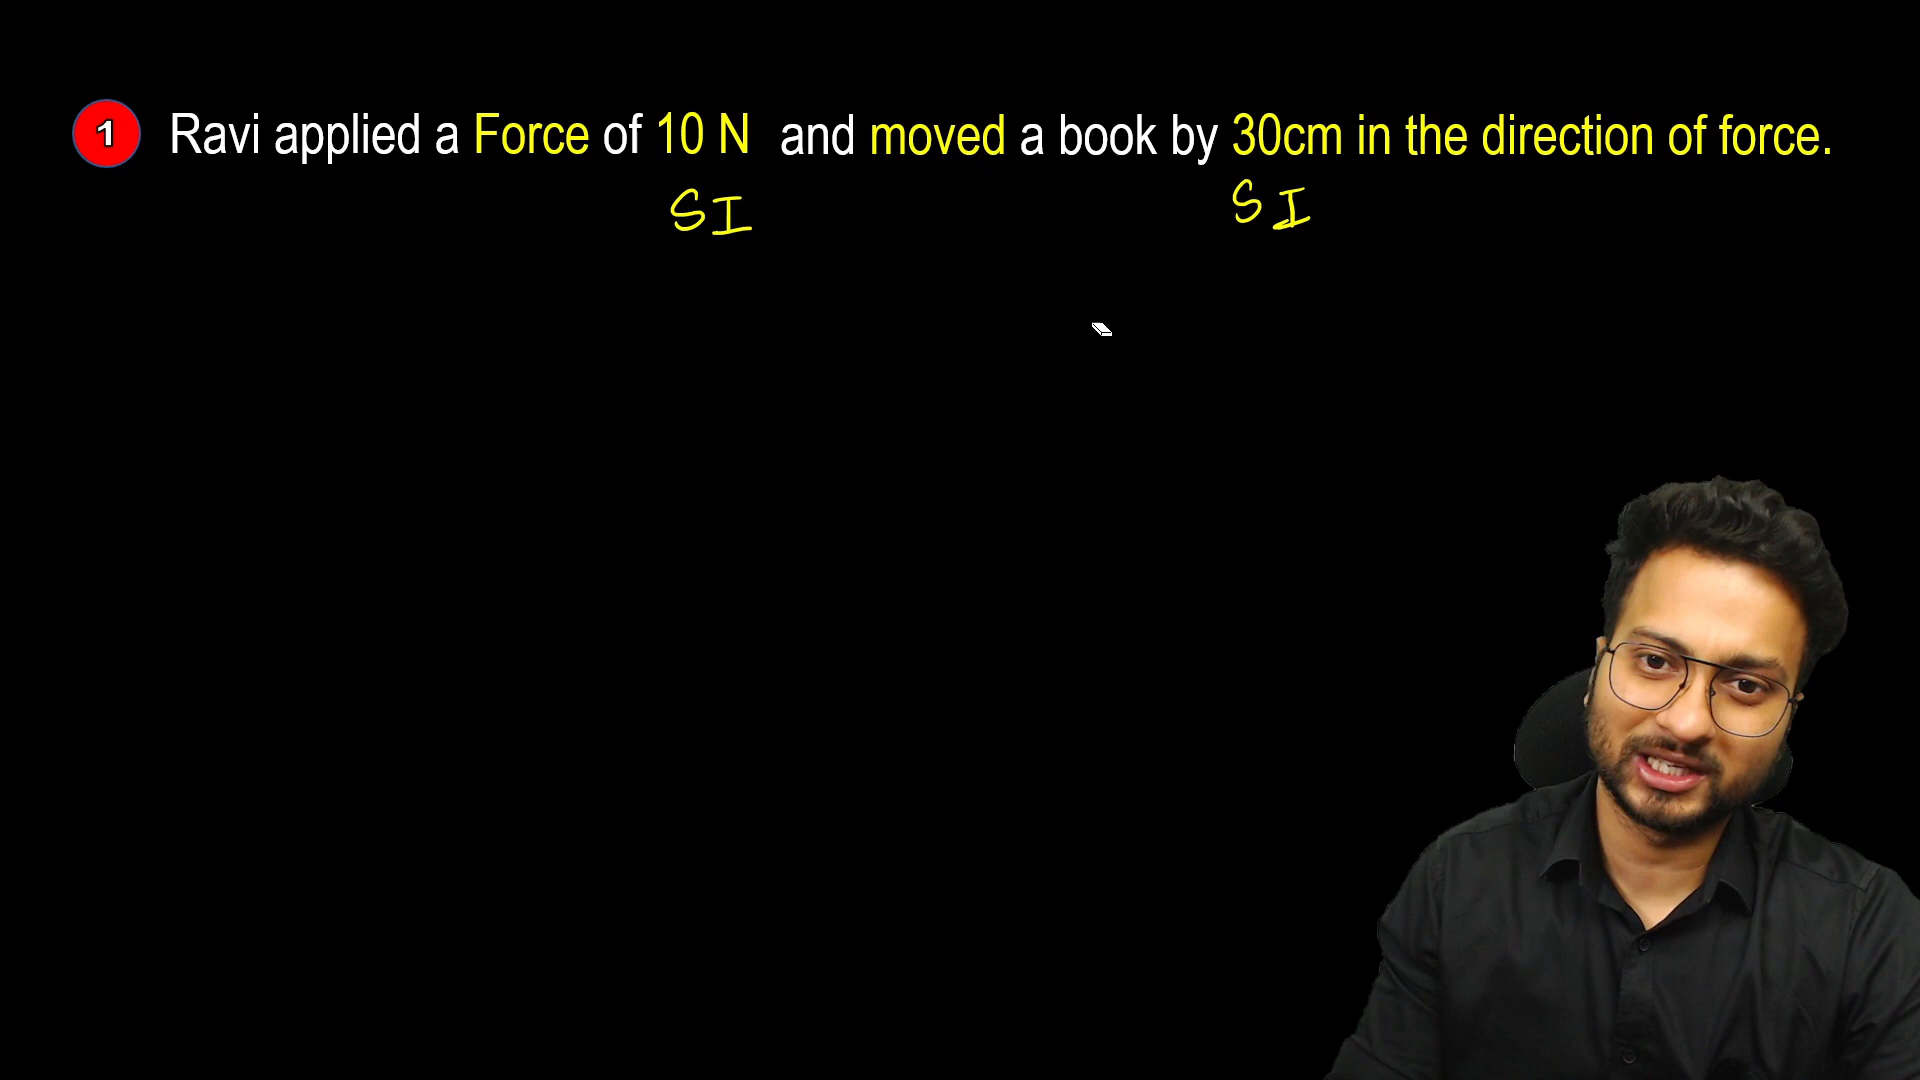 1 Ravi applied a Force of 10 N and moved a book by 30cm in the direction of force.
SI SI